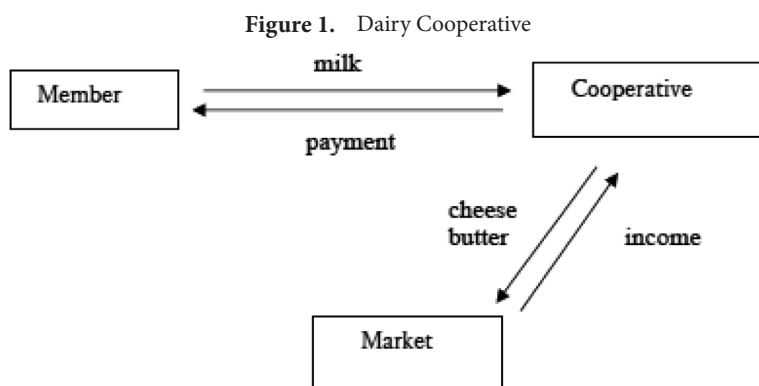 Figure 1. Dairy Cooperative
milk
Member
Cooperative
payment
cheese
butter
income
Market